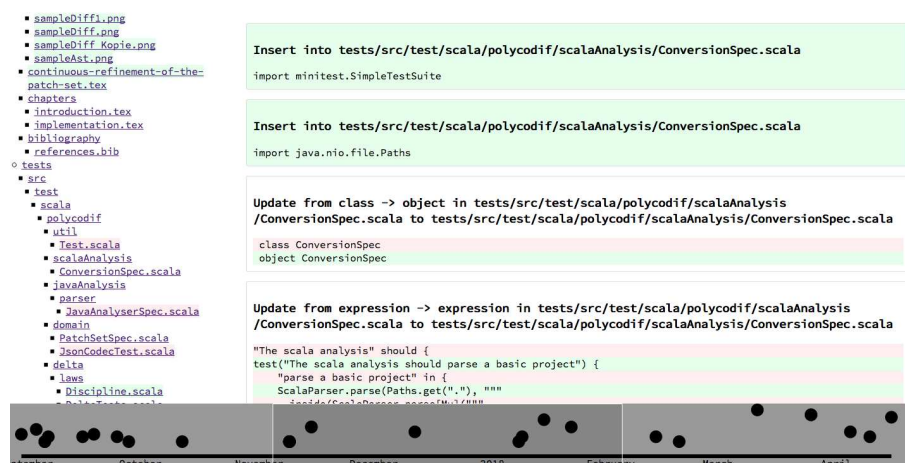 sampleDiff1.png
sampleDiff.png
sampleDiff Kopie.png
sampleAst.png
continuous-refinement-of-the-
patch-set.tex
chapters
introduction.tex
implementation.tex
bibliography
references.bib
tests
src
test
scala
polycodif
util
Test.scala
scalaAnalysis
ConversionSpec.scala
javaAnalysis
parser
JavaAnalyserSpec.scala
domain
PatchSetSpec.scala
JsonCodecTest.scala
delta
laws
Discipline.scala
DeltaTests.scala
Insert into tests/src/test/scala/polycodif/scalaAnalysis/ConversionSpec.scala
import minitest.SimpleTestSuite
Insert into tests/src/test/scala/polycodif/scalaAnalysis/ConversionSpec.scala
import java.nio.file.Paths
Update from class -> object in tests/src/test/scala/polycodif/scalaAnalysis
/ConversionSpec.scala to tests/src/test/scala/polycodif/scalaAnalysis/ConversionSpec.scala
class ConversionSpec
object ConversionSpec
Update from expression -> expression in tests/src/test/scala/polycodif/scalaAnalysis
/ConversionSpec.scala to tests/src/test/scala/polycodif/scalaAnalysis/ConversionSpec.scala
"The scala analysis" should {
test("The scala analysis should parse a basic project") {
"parse a basic project" in {
ScalaParser.parse(Paths.get("."), """
inside(ScalaParser.parse[Mu]("""
October November December 2018 February March April